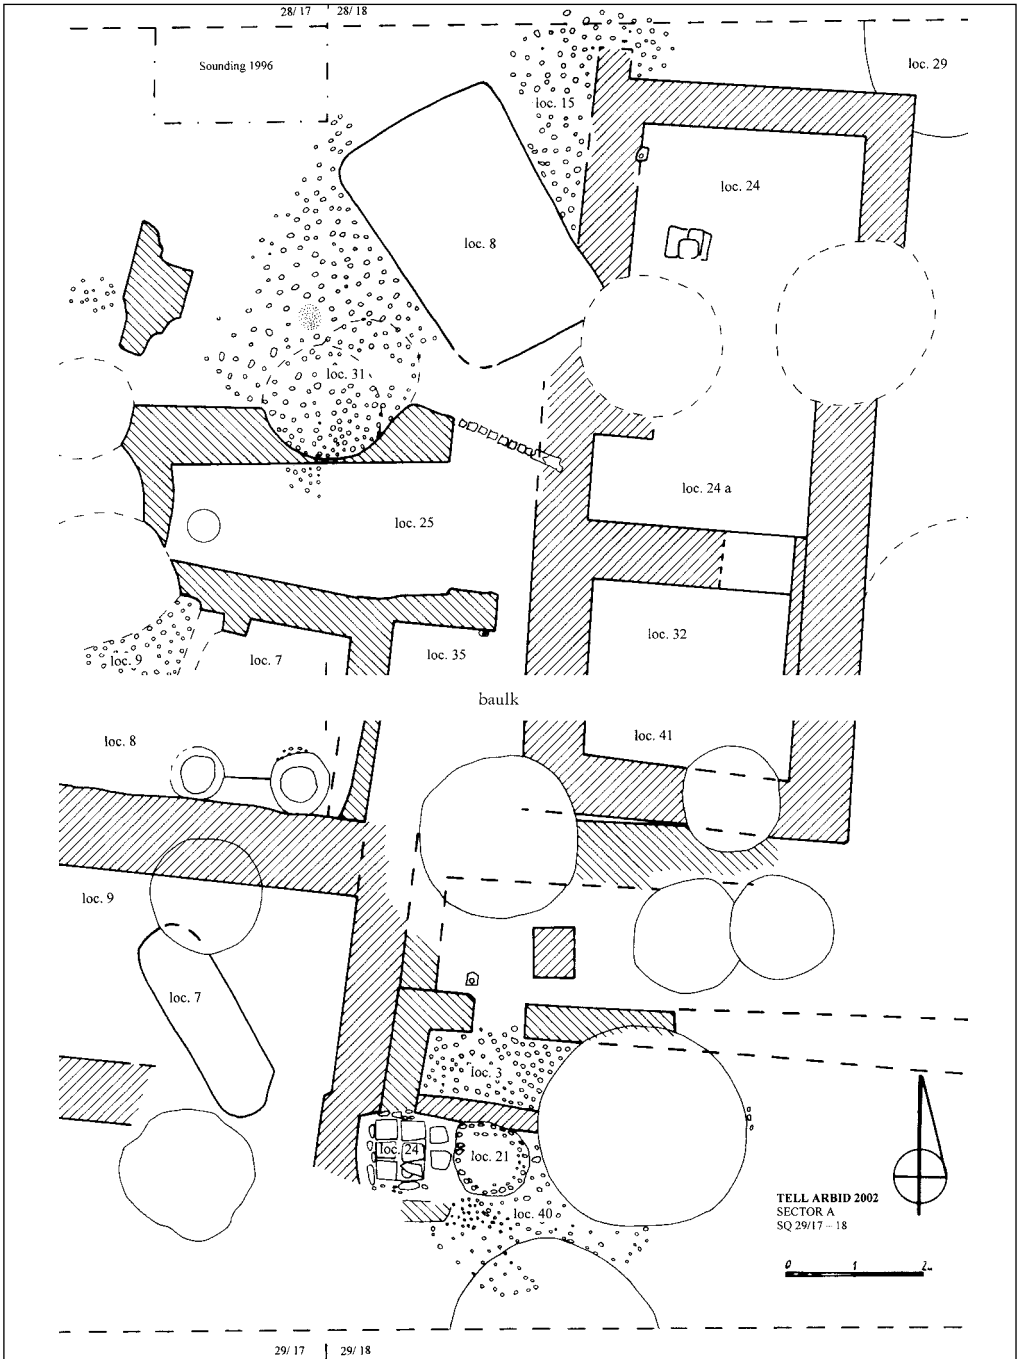 28/ 17 | 28/ 18
Sounding 1996
loc. 29
loc. 15
loc. 24
loc. 8
loc. 31
loc. 24 a
loc. 25
loc. 32
loc. 9
loc. 7
loc. 35
baulk
loc. 8
loc. 41
loc. 9
loc. 7
loc. 3
loc. 24
loc. 21
loc. 40
TELL ARBID 2002
SECTOR A
SQ 29/17 – 18
0 1 2m
29/ 17 | 29/ 18